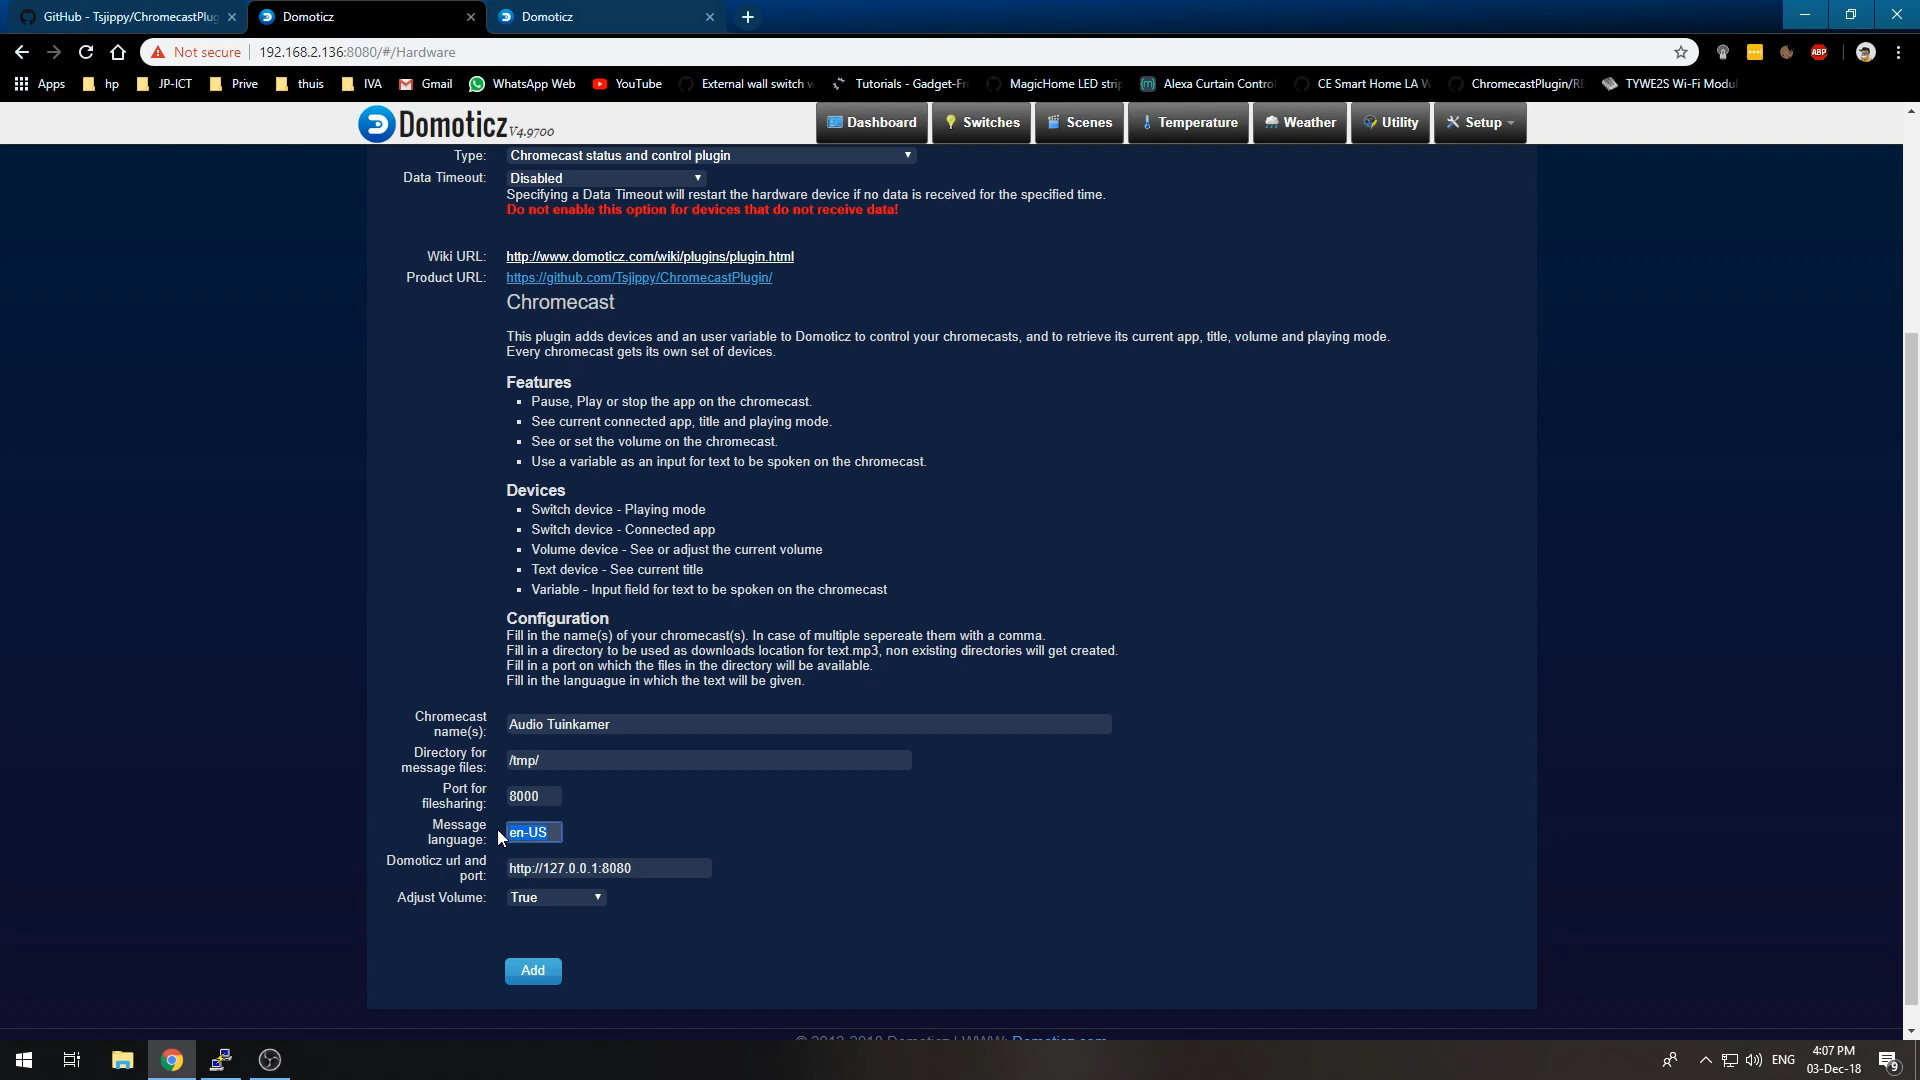 GitHub - Tsjippy/ChromecastPlug
Domoticz
Domoticz
Not secure
192.168.2.136:8080/#/Hardware
ABP
Apps
hp
JP-ICT
Prive
thuis
IVA
Gmail
WhatsApp Web
YouTube
External wall switch w
Tutorials - Gadget-Fr
MagicHome LED strip
Alexa Curtain Control
CE Smart Home LA W
ChromecastPlugin/RE
TYWE2S Wi-Fi Modul
Domoticz V4.9700
Dashboard
Switches
Scenes
Temperature
Weather
Utility
Setup
Type: Chromecast status and control plugin
Data Timeout: Disabled
Specifying a Data Timeout will restart the hardware device if no data is received for the specified time.
Do not enable this option for devices that do not receive data!
Wiki URL: http://www.domoticz.com/wiki/plugins/plugin.html
Product URL: https://github.com/Tsjippy/ChromecastPlugin/
Chromecast
This plugin adds devices and an user variable to Domoticz to control your chromecasts, and to retrieve its current app, title, volume and playing mode.
Every chromecast gets its own set of devices.
Features
Pause, Play or stop the app on the chromecast.
See current connected app, title and playing mode.
See or set the volume on the chromecast.
Use a variable as an input for text to be spoken on the chromecast.
Devices
Switch device - Playing mode
Switch device - Connected app
Volume device - See or adjust the current volume
Text device - See current title
Variable - Input field for text to be spoken on the chromecast
Configuration
Fill in the name(s) of your chromecast(s). In case of multiple sepereate them with a comma.
Fill in a directory to be used as downloads location for text.mp3, non existing directories will get created.
Fill in a port on which the files in the directory will be available.
Fill in the languague in which the text will be given.
Chromecast
name(s): Audio Tuinkamer
Directory for
message files: /tmp/
Port for
filesharing: 8000
Message
language: en-US
Domoticz url and
port: http://127.0.0.1:8080
Adjust Volume: True
Add
© 2012-2018 Domoticz | WWW: Domoticz.com
ENG
4:07 PM
03-Dec-18
9